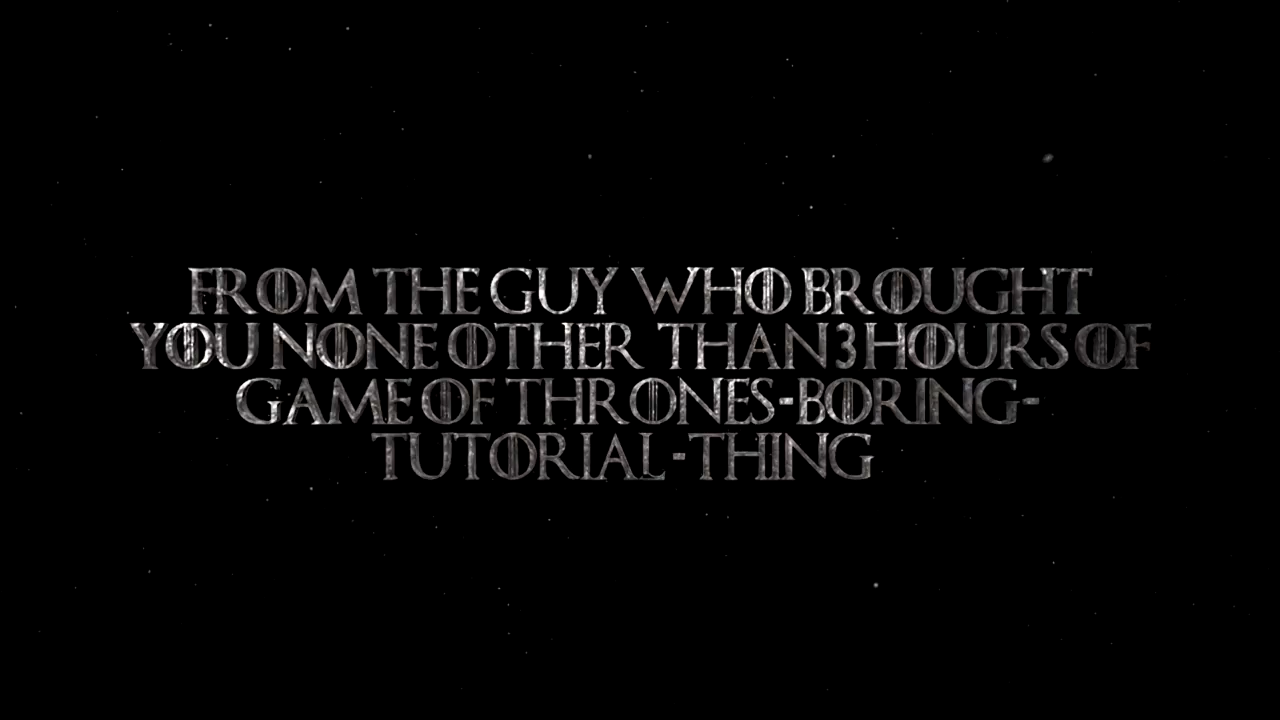 FROM THE GUY WHO BROUGHT
YOU NONE OTHER THAN 3 HOURS OF
GAME OF THRONES-BORING-
TUTORIAL-THING